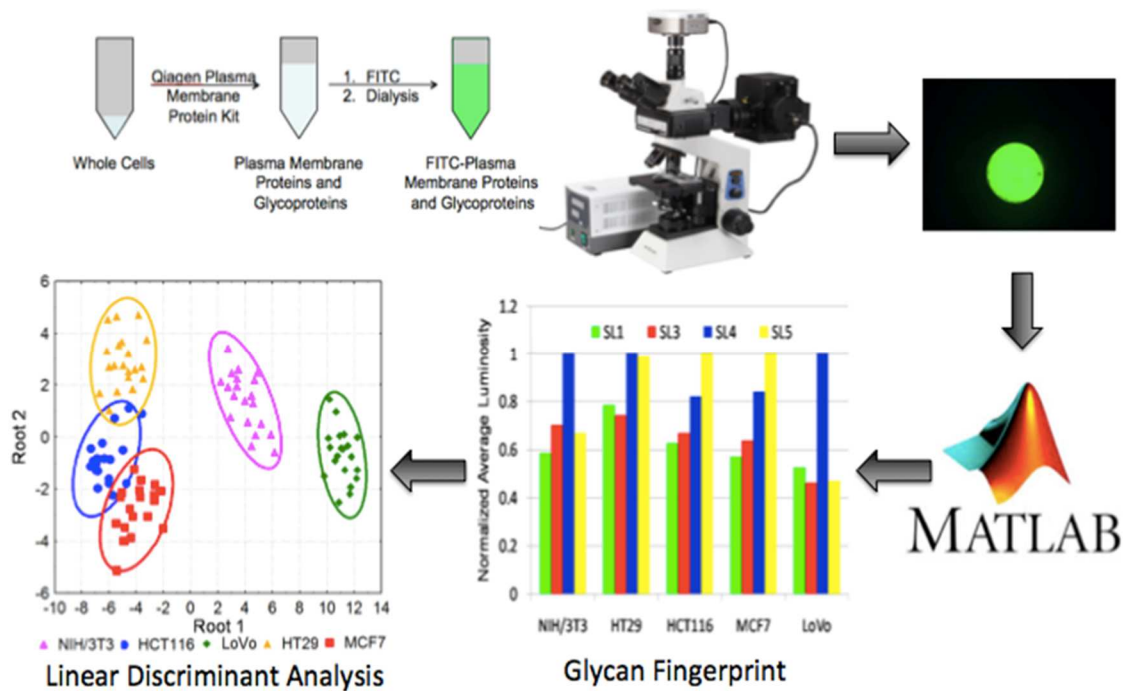 Qiagen Plasma
Membrane
Protein Kit
1. FITC
2. Dialysis
Whole Cells
Plasma Membrane
Proteins and
Glycoproteins
FITC-Plasma
Membrane Proteins
and Glycoproteins
Root 2
6
4
2
0
-2
-4
-6
-10 -8 -6 -4 -2 0 2 4 6 8 10 12 14
Root 1
NIH/3T3 HCT116 LoVo HT29 MCF7
Linear Discriminant Analysis
Normalized Average Luminosity
1.2
1
0.8
0.6
0.4
0.2
0
SL1 SL3 SL4 SL5
NIH/3T3 HT29 HCT116 MCF7 LoVo
Glycan Fingerprint
MATLAB